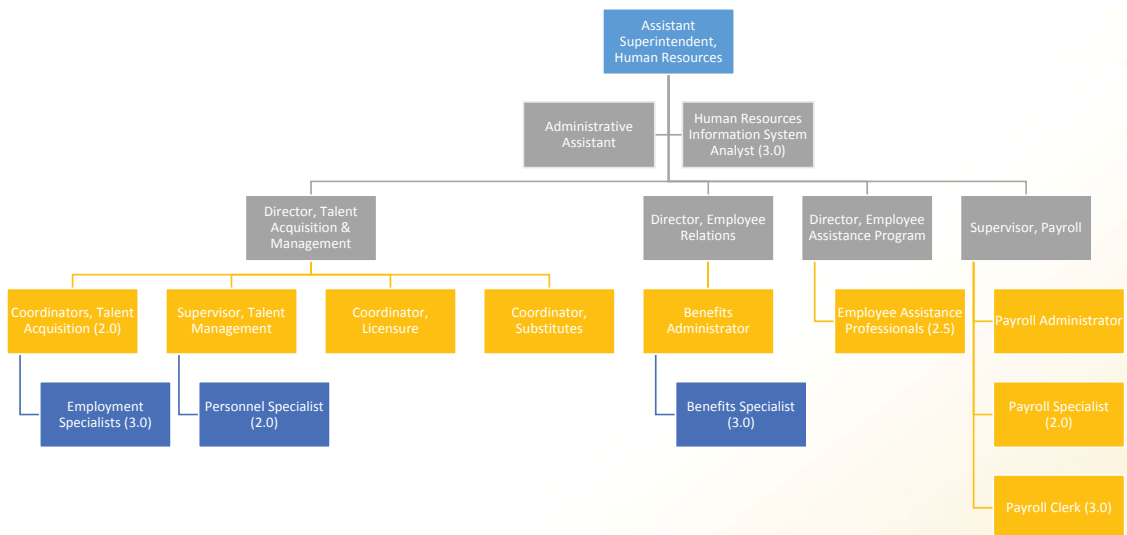 Assistant
Superintendent,
Human Resources
Administrative
Assistant
Human Resources
Information System
Analyst (3.0)
Director, Talent
Acquisition &
Management
Director, Employee
Relations
Director, Employee
Assistance Program
Supervisor, Payroll
Coordinators, Talent
Acquisition (2.0)
Supervisor, Talent
Management
Coordinator,
Licensure
Coordinator,
Substitutes
Benefits
Administrator
Employee Assistance
Professionals (2.5)
Payroll Administrator
Employment
Specialists (3.0)
Personnel Specialist
(2.0)
Benefits Specialist
(3.0)
Payroll Specialist
(2.0)
Payroll Clerk (3.0)